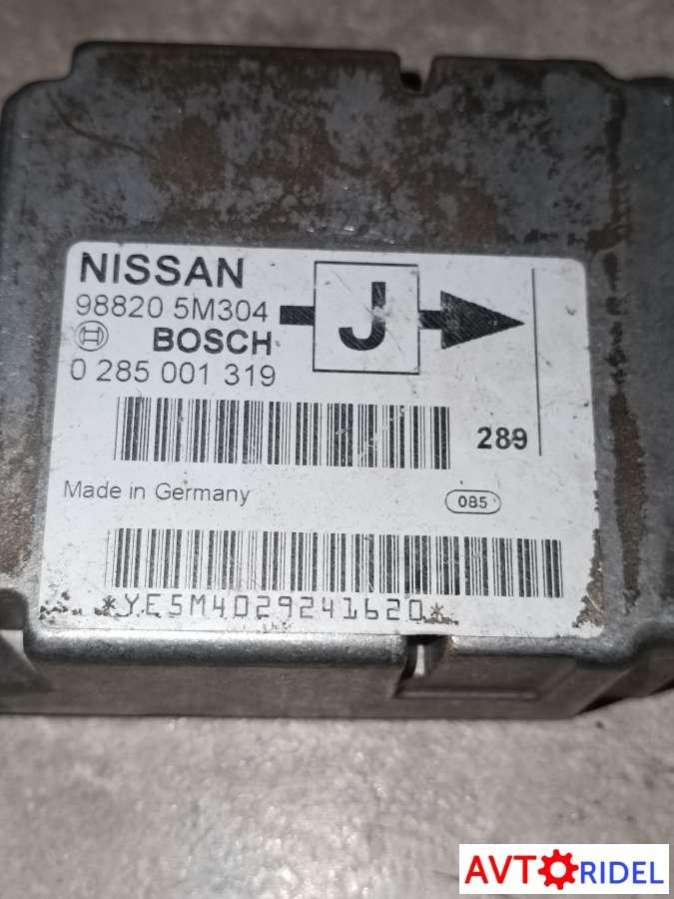 NISSAN
98820 5M304
J
BOSCH
0 285 001 319
289
Made in Germany
085
*YE5M4029241620*
AVTORIDEL